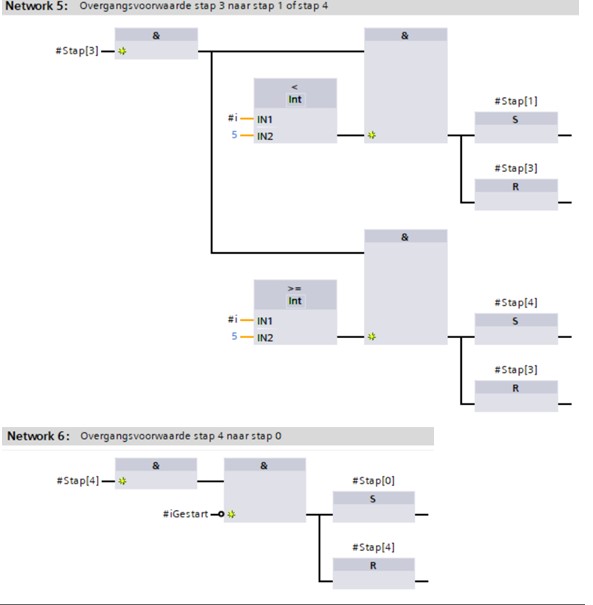 Network 5: Overgangsvoorwaarde stap 3 naar stap 1 of stap 4
& &
#Stap[3]
<
Int
#i IN1
5 IN2
#Stap[1]
S
#Stap[3]
R
&
>=
Int
#i IN1
5 IN2
#Stap[4]
S
#Stap[3]
R
Network 6: Overgangsvoorwaarde stap 4 naar stap 0
& &
#Stap[4]
#iGestart
#Stap[0]
S
#Stap[4]
R